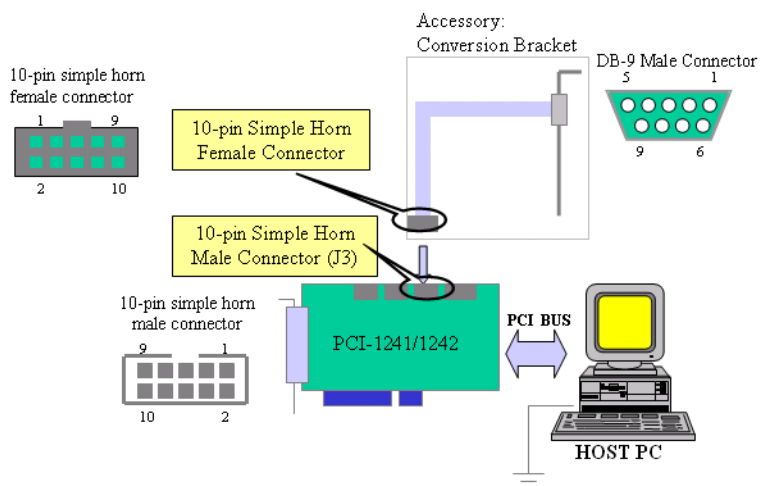 Accessory:
Conversion Bracket
DB-9 Male Connector
5 1
9 6
10-pin simple horn
female connector
1 9
2 10
10-pin Simple Horn
Female Connector
10-pin Simple Horn
Male Connector (J3)
10-pin simple horn
male connector
9 1
10 2
PCI-1241/1242
PCI BUS
HOST PC